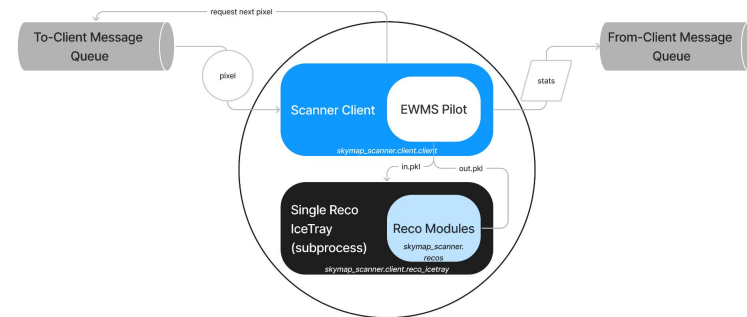 request next pixel
To-Client Message
Queue
From-Client Message
Queue
pixel
stats
Scanner Client
EWMS Pilot
skymap_scanner.client.client
in.pkl
out.pkl
Single Reco
IceTray
(subprocess)
Reco Modules
skymap_scanner.
recos
skymap_scanner.client.reco_icetray